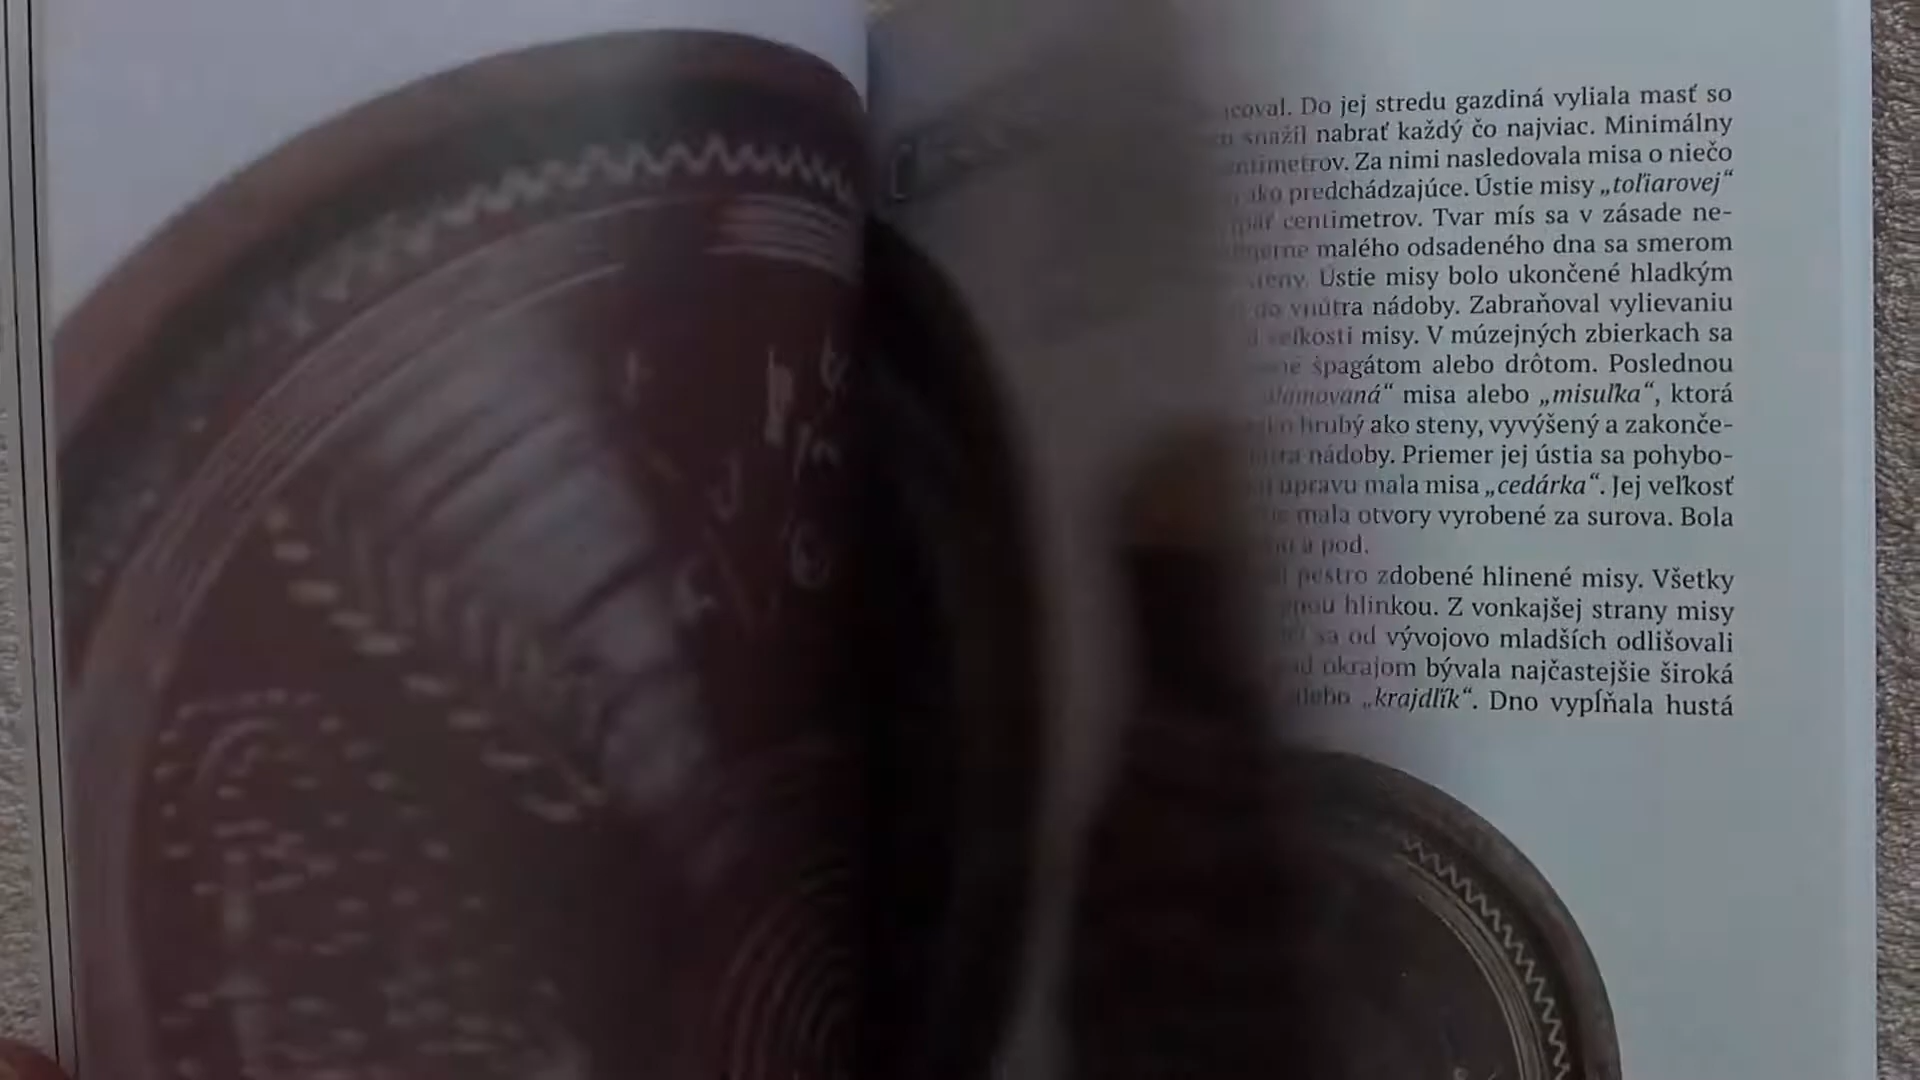 Do jej stredu gazdiná vyliala masť so
snažil nabrať každý čo najviac. Minimálny
Za nimi nasledovala misa o niečo
ako predchádzajúce. Ústie misy „toľiarovej“
pár centimetrov. Tvar mís sa v zásade ne-
malého odsadeného dna sa smerom
Ústie misy bolo ukončené hladkým
do vnútra nádoby. Zabraňoval vylievaniu
veľkosti misy. V múzejných zbierkach sa
špagátom alebo drôtom. Poslednou
misa alebo „misuľka“, ktorá
hrubý ako steny, vyvýšený a zakonče-
nádoby. Priemer jej ústia sa pohybo-
úpravu mala misa „cedárka“. Jej veľkosť
mala otvory vyrobené za surova. Bola
a pod.
pestro zdobené hlinené misy. Všetky
hlinkou. Z vonkajšej strany misy
sa od vývojovo mladších odlišovali
okrajom bývala najčastejšie široká
alebo „krajdľík“. Dno vypĺňala hustá